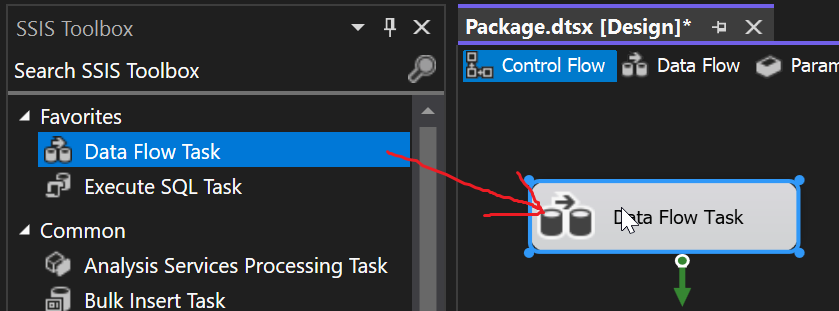 SSIS Toolbox
Search SSIS Toolbox
Favorites
Data Flow Task
Execute SQL Task
Common
Analysis Services Processing Task
Bulk Insert Task
Package.dtsx [Design]*
Control Flow
Data Flow
Param
Data Flow Task